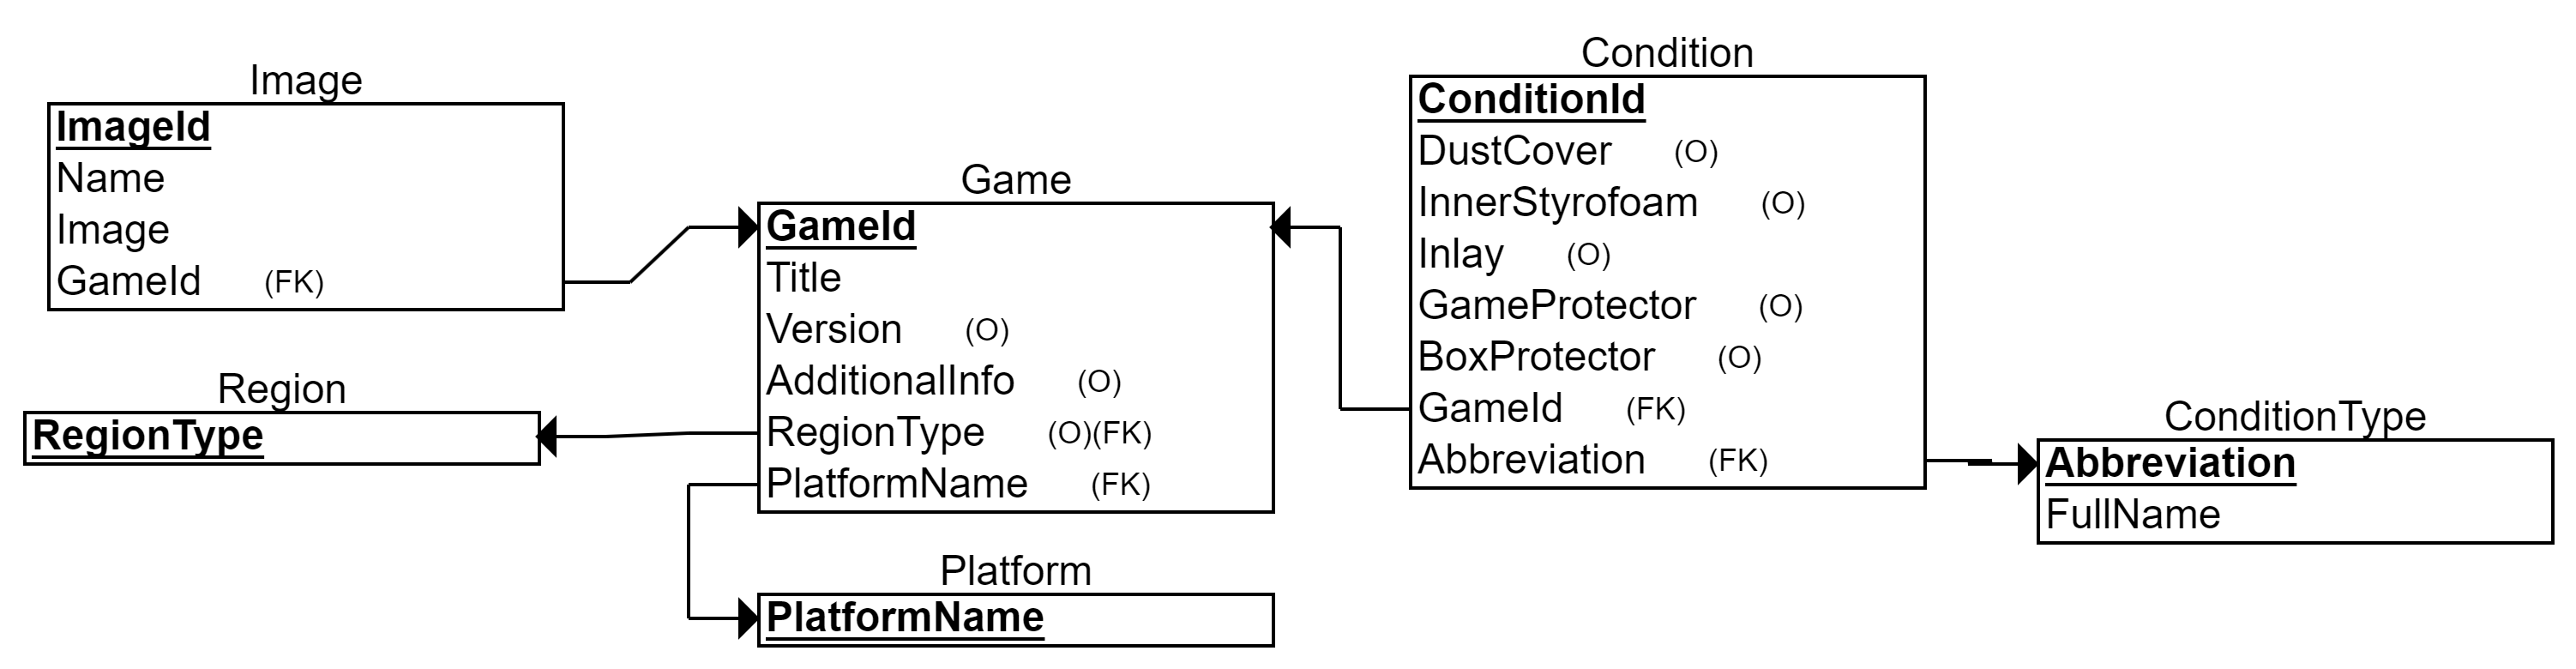 Image
ImageId
Name
Image
GameId (FK)
Region
RegionType
Game
GameId
Title
Version (O)
AdditionalInfo (O)
RegionType (O)(FK)
PlatformName (FK)
Platform
PlatformName
Condition
ConditionId
DustCover (O)
InnerStyrofoam (O)
Inlay (O)
GameProtector (O)
BoxProtector (O)
GameId (FK)
Abbreviation (FK)
ConditionType
Abbreviation
FullName